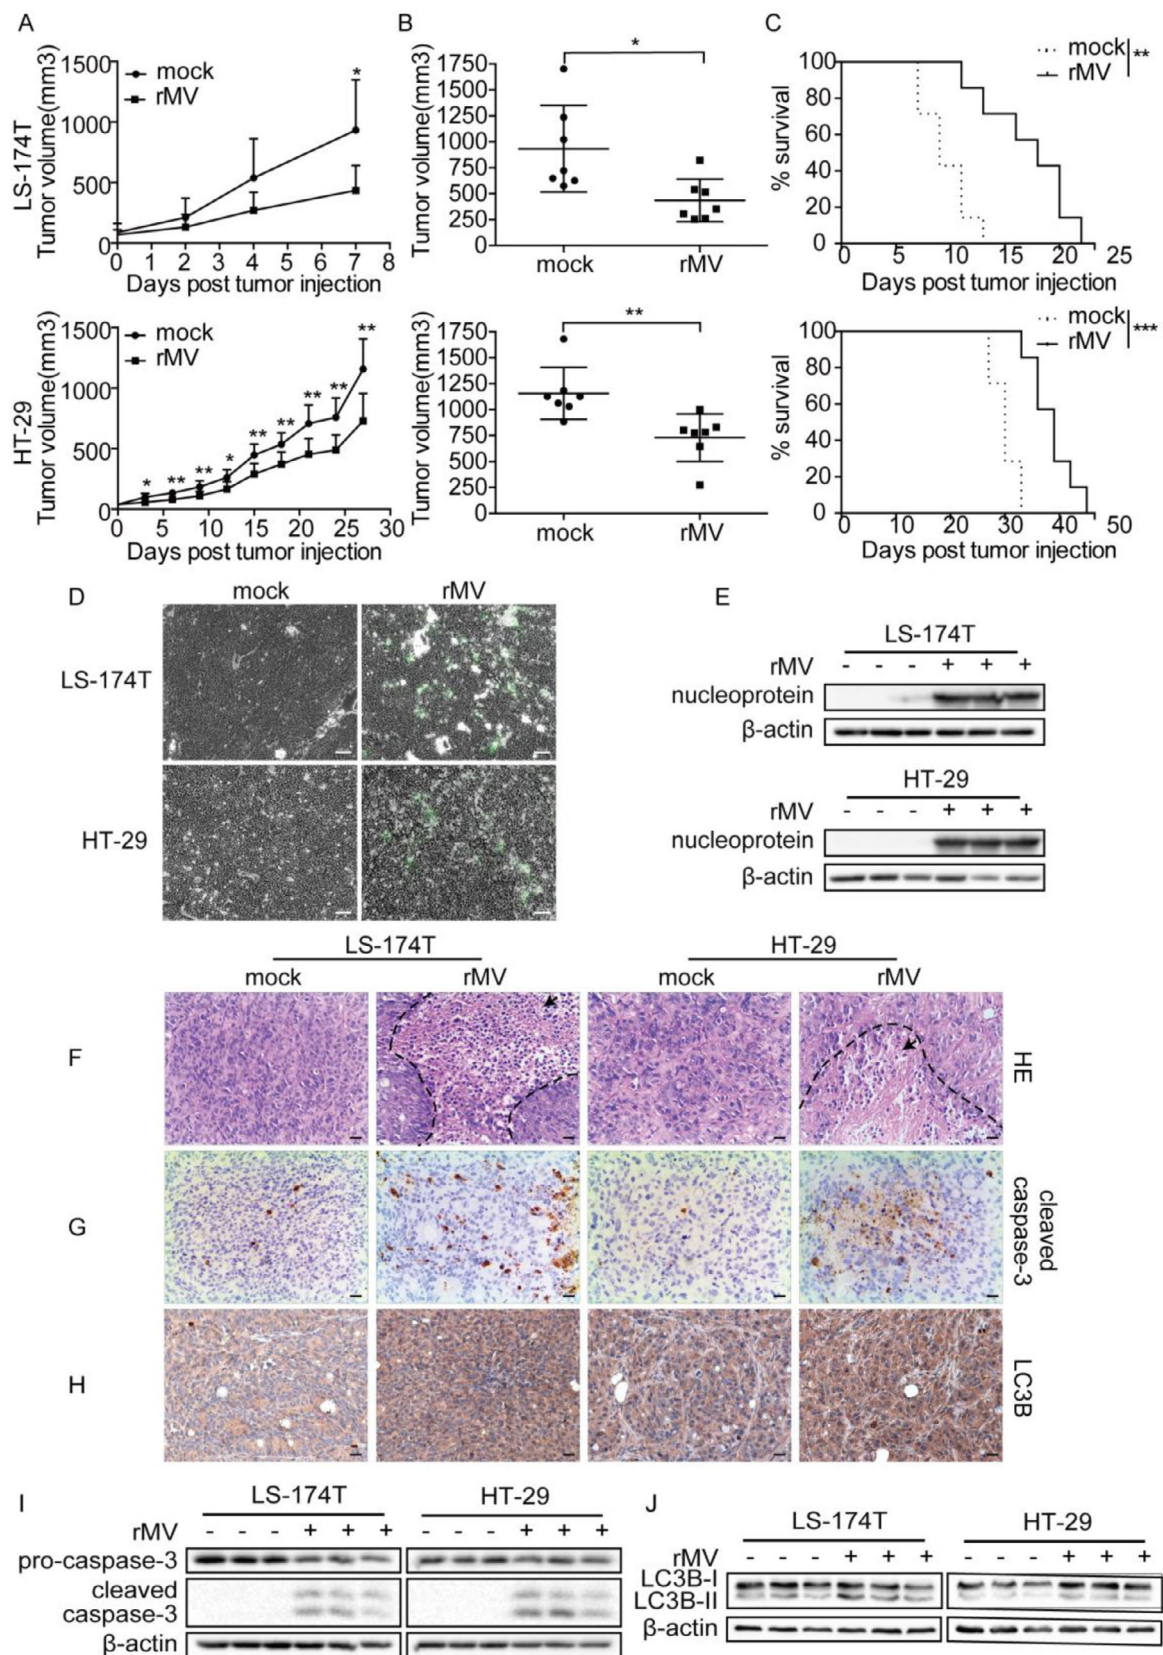 A
B
C
LS-174T
Tumor volume(mm3)
1500
1000
500
0 1 2 3 4 5 6 7 8
Days post tumor injection
mock
rMV
*
Tumor volume(mm3)
1750
1500
1250
1000
750
500
250
0
mock rMV
*
% survival
100
80
60
40
20
0
0 5 10 15 20 25
Days post tumor injection
mock
rMV
**
HT-29
Tumor volume(mm3)
1500
1000
500
0
0 5 10 15 20 25 30
Days post tumor injection
mock
rMV
* ** ** * ** ** ** ** **
Tumor volume(mm3)
1750
1500
1250
1000
750
500
250
0
mock rMV
**
% survival
100
80
60
40
20
0
0 10 20 30 40 50
Days post tumor injection
mock
rMV
***
D
mock rMV
LS-174T
HT-29
E
LS-174T
rMV - - - + + +
nucleoprotein
β-actin
HT-29
rMV - - - + + +
nucleoprotein
β-actin
LS-174T HT-29
mock rMV mock rMV
F
HE
G
cleaved
caspase-3
H
LC3B
I
LS-174T HT-29
rMV - - - + + + - - - + + +
pro-caspase-3
cleaved
caspase-3
β-actin
J
LS-174T HT-29
rMV - - - + + + - - - + + +
LC3B-I
LC3B-II
β-actin